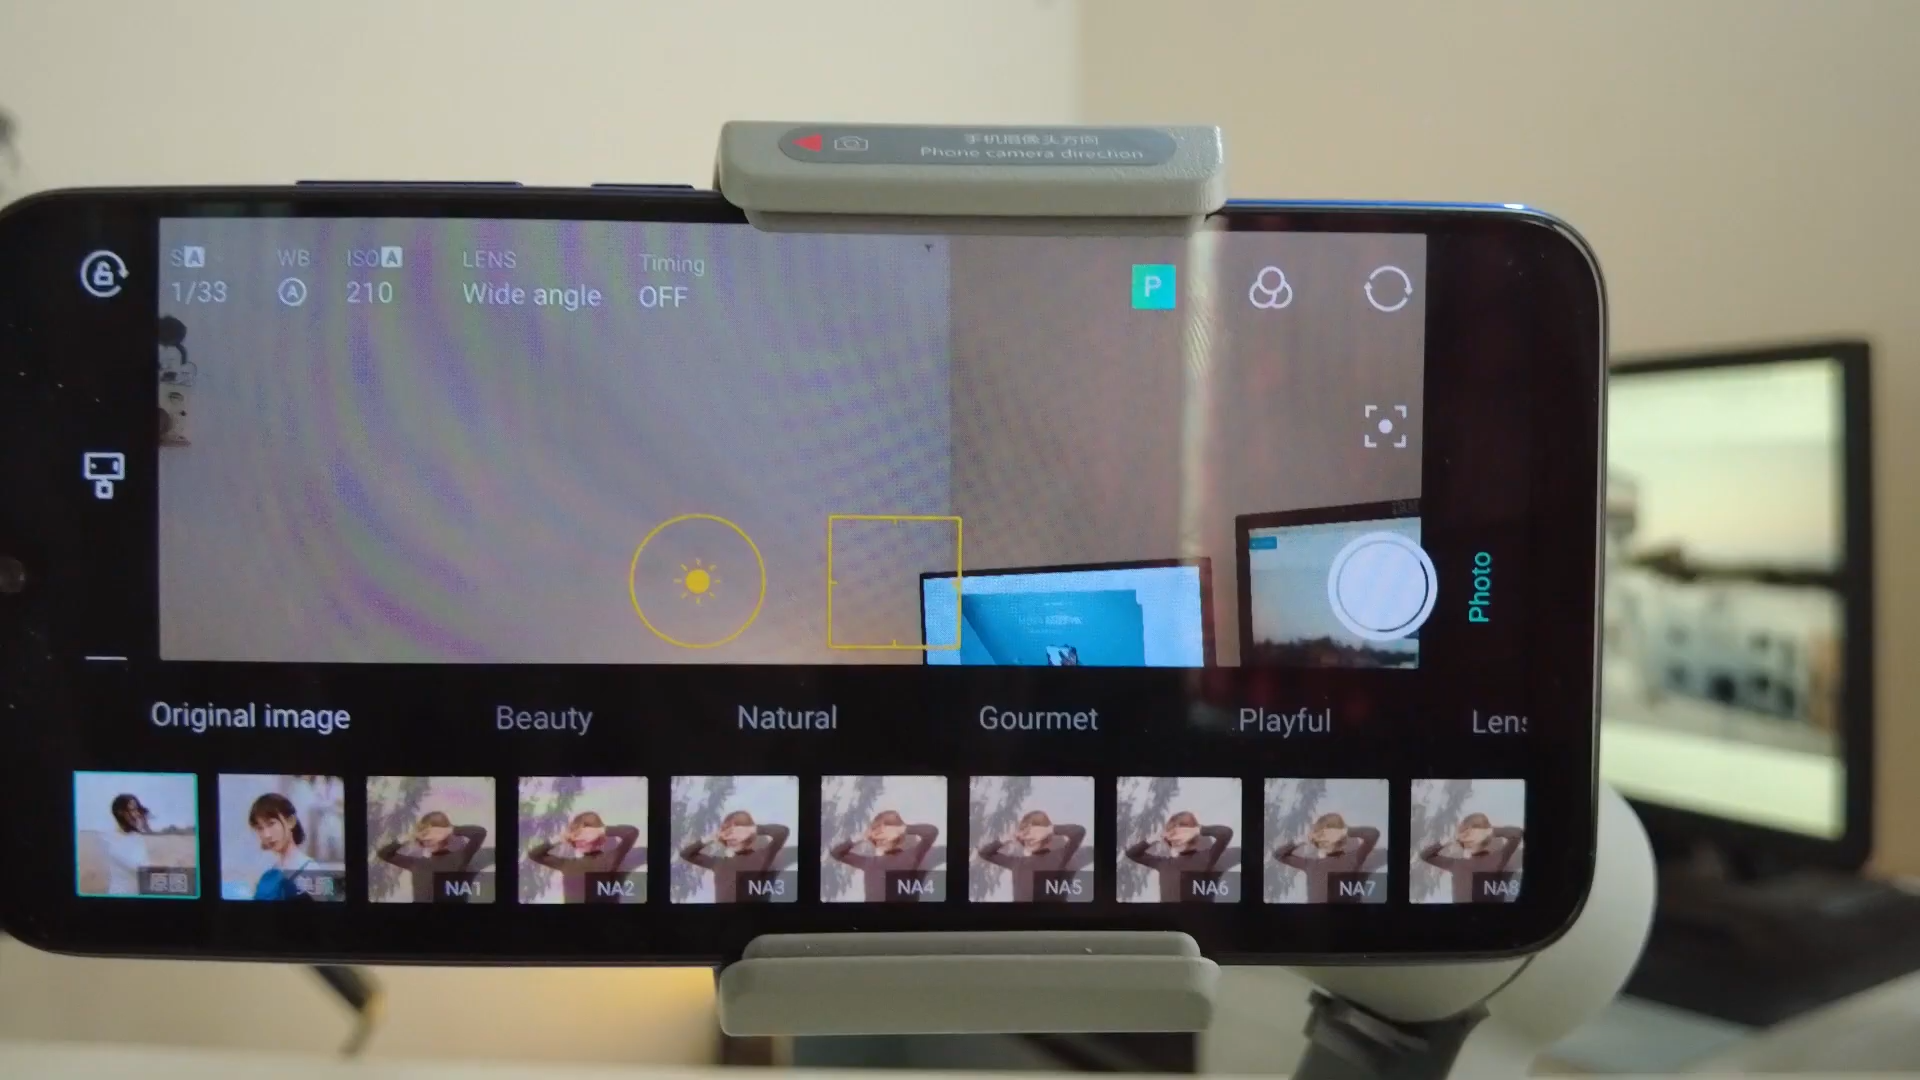 手机摄像头方向
Phone camera direction
S A
WB
ISO A
LENS
Timing
1/33
A
210
Wide angle
OFF
P
Photo
Original image
Beauty
Natural
Gourmet
Playful
Lens
原图
美颜
NA1
NA2
NA3
NA4
NA5
NA6
NA7
NA8